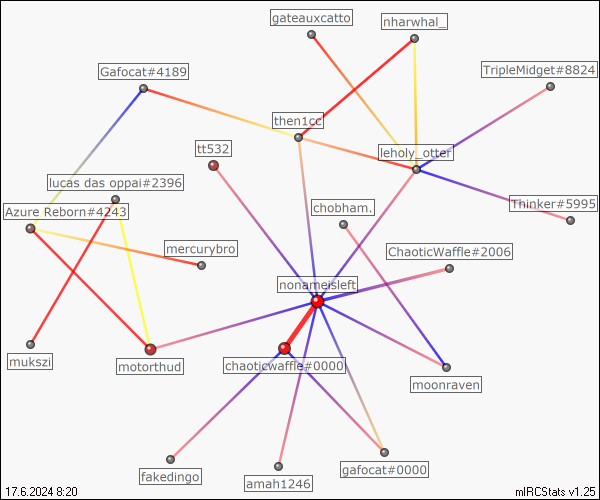 gateauxcatto
nharwhal_
Gafocat#4189
TripleMidget#8824
then1cc
tt532
leholy_otter
lucas das oppai#2396
Azure Reborn#4243
chobham.
Thinker#5995
mercurybro
ChaoticWaffle#2006
nonameisleft
mukszi
motorthud
chaoticwaffle#0000
moonraven
fakedingo
amah1246
gafocat#0000
17.6.2024 8:20
mIRCStats v1.25